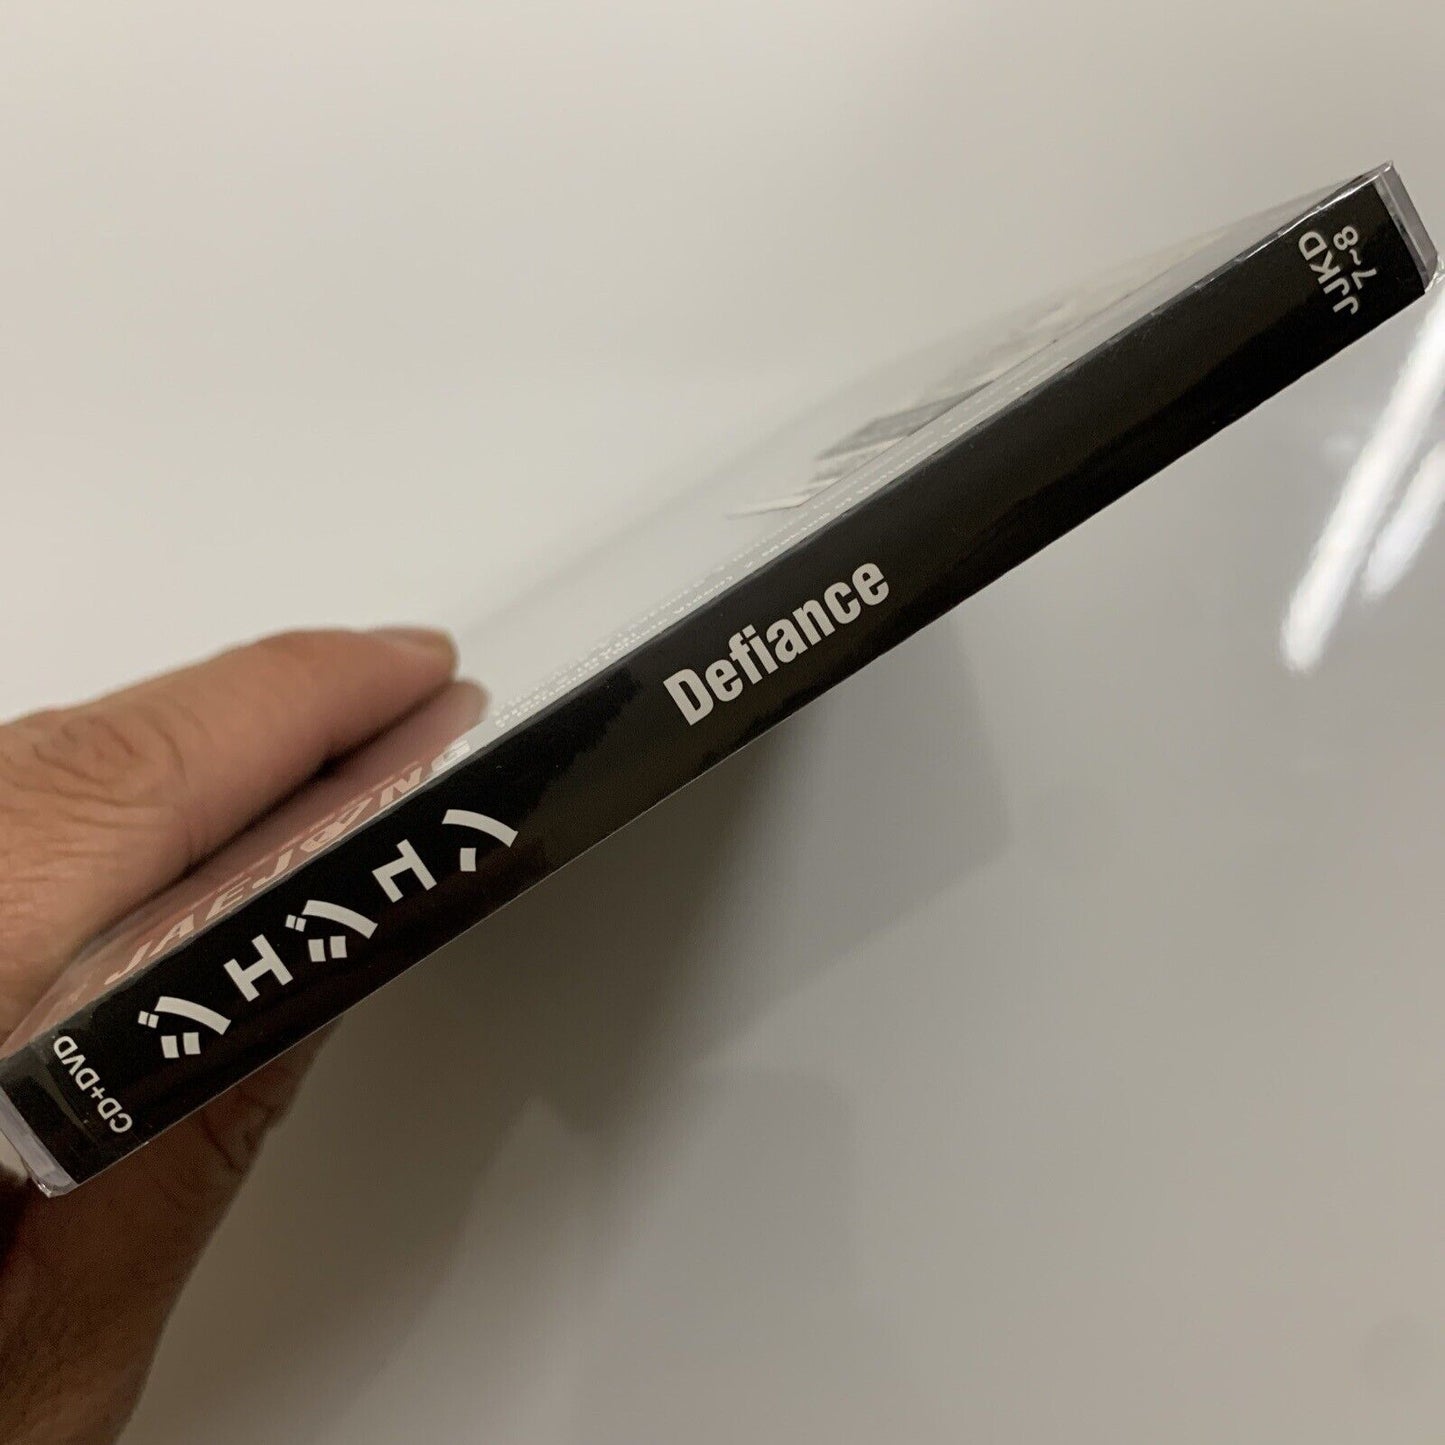 CD+DVD
ジェジュン
Defiance
JJKD
7~8
JAEJOONG